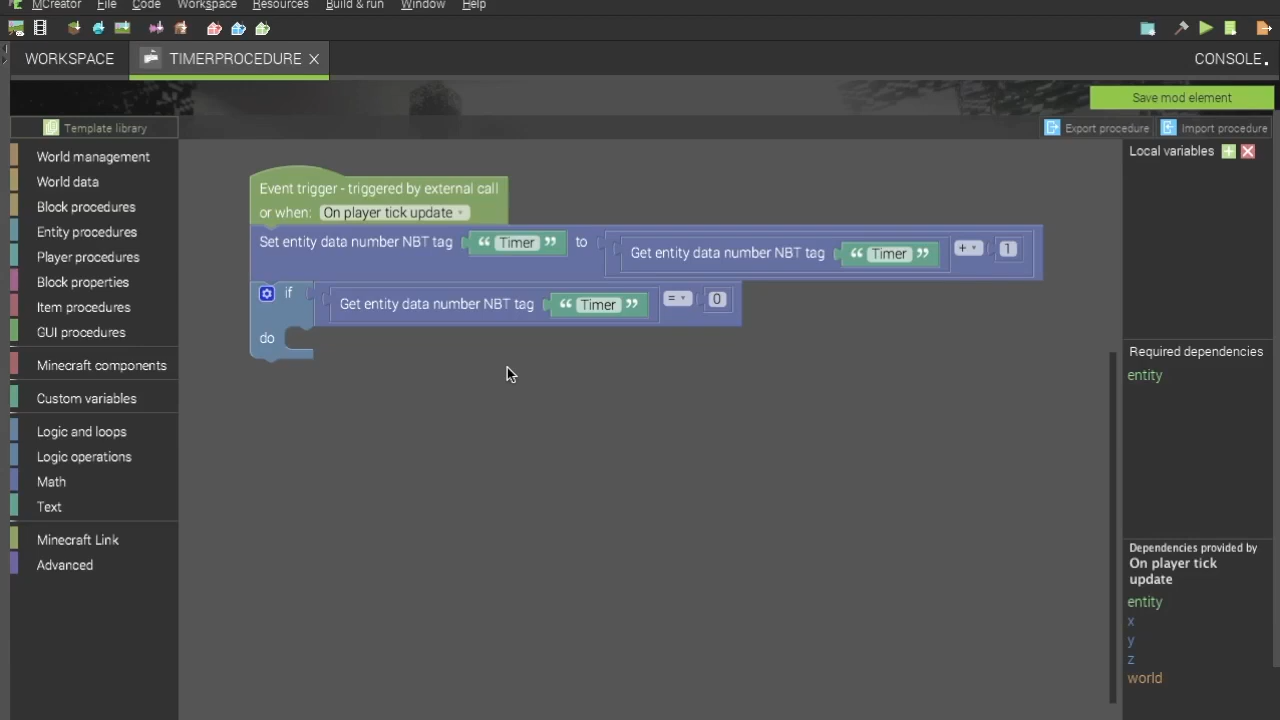 MCreator File Code Workspace Resources Build & run Window Help
WORKSPACE TIMERPROCEDURE CONSOLE
Save mod element
Template library Export procedure Import procedure
World management
World data
Block procedures
Entity procedures
Player procedures
Block properties
Item procedures
GUI procedures
Minecraft components
Custom variables
Logic and loops
Logic operations
Math
Text
Minecraft Link
Advanced
Event trigger - triggered by external call
or when: On player tick update
Set entity data number NBT tag “ Timer ” to Get entity data number NBT tag “ Timer ” + 1
if Get entity data number NBT tag “ Timer ” = 0
do
Local variables
Required dependencies
entity
Dependencies provided by
On player tick
update
entity
x
y
z
world